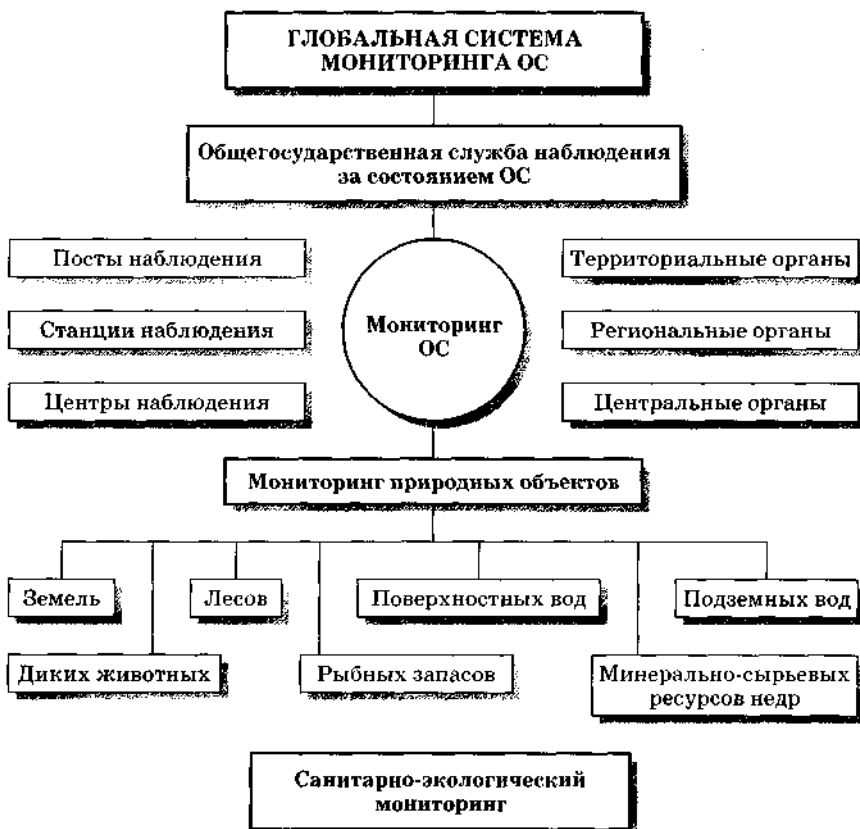 ГЛОБАЛЬНАЯ СИСТЕМА
МОНИТОРИНГА ОС
Общегосударственная служба наблюдения
за состоянием ОС
Посты наблюдения
Территориальные органы
Станции наблюдения
Мониторинг
ОС
Региональные органы
Центры наблюдения
Центральные органы
Мониторинг природных объектов
Земель
Лесов
Поверхностных вод
Подземных вод
Диких животных
Рыбных запасов
Минерально-сырьевых
ресурсов недр
Санитарно-экологический
мониторинг